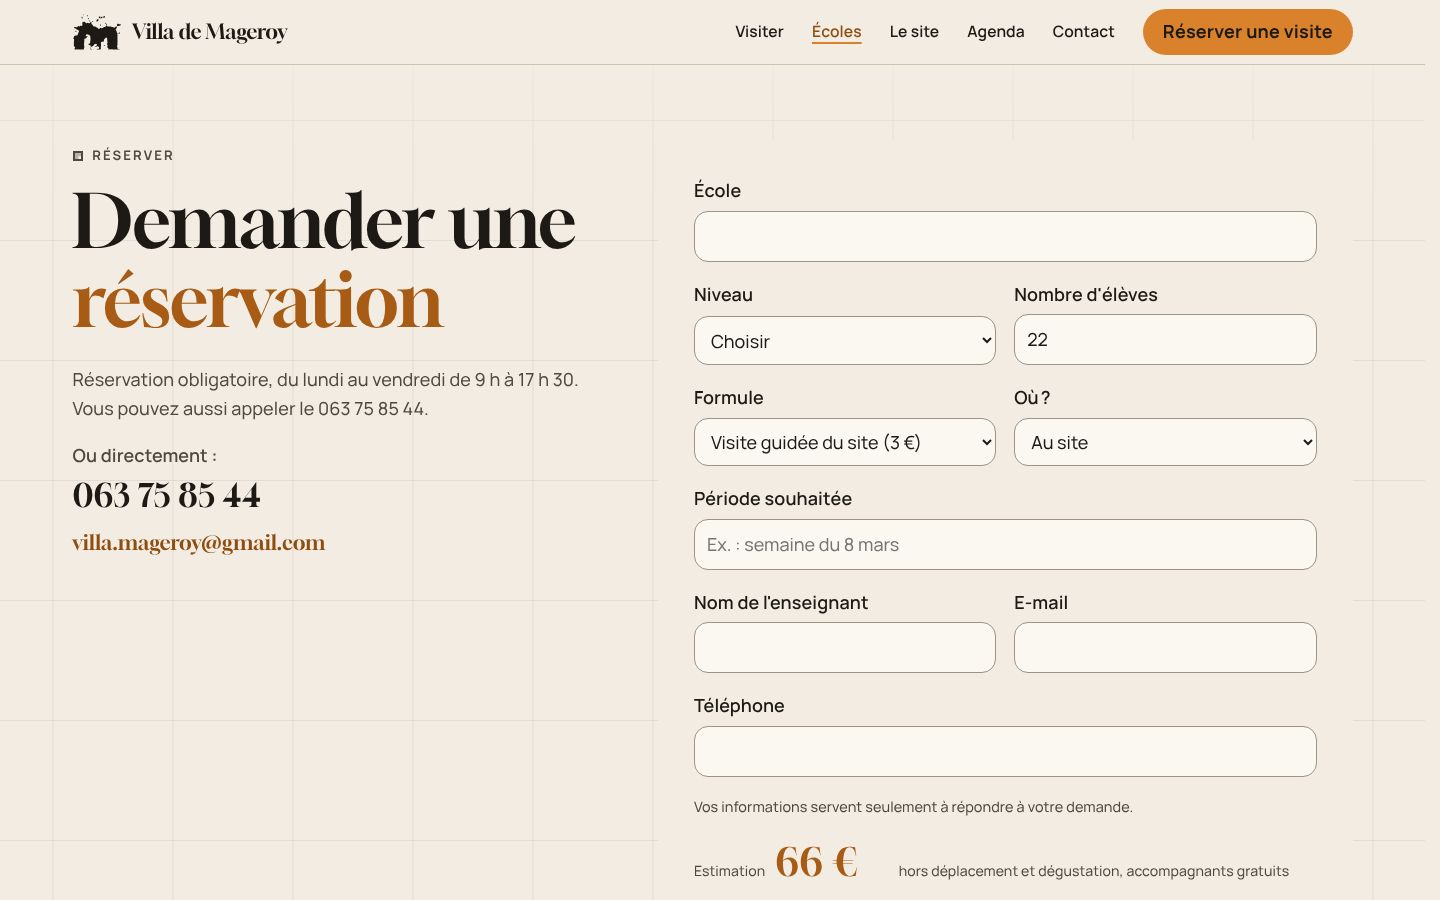 Villa de Mageroy
Visiter
Écoles
Le site
Agenda
Contact
Réserver une visite
RÉSERVER
Demander une
réservation
Réservation obligatoire, du lundi au vendredi de 9 h à 17 h 30.
Vous pouvez aussi appeler le 063 75 85 44.
Ou directement :
063 75 85 44
villa.mageroy@gmail.com
École
Niveau
Nombre d'élèves
Choisir
22
Formule
Où ?
Visite guidée du site (3 €)
Au site
Période souhaitée
Ex. : semaine du 8 mars
Nom de l'enseignant
E-mail
Téléphone
Vos informations servent seulement à répondre à votre demande.
Estimation 66 € hors déplacement et dégustation, accompagnants gratuits